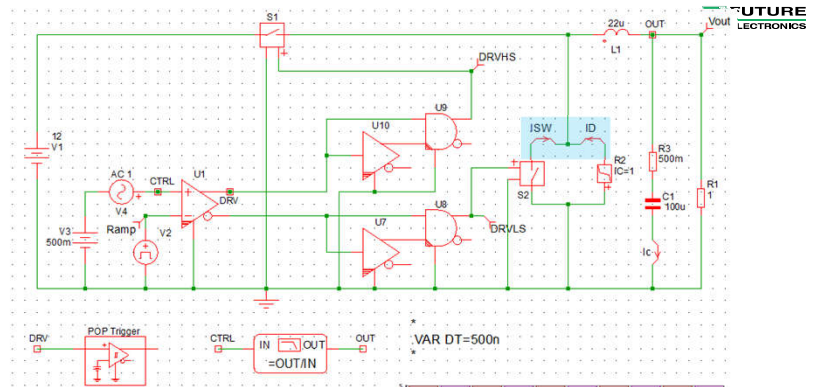 FUTURE
ELECTRONICS
S1
22u
OUT
Vout
L1
DRVHS
U9
U10
ISW
ID
12
V1
R2
IC=1
R3
500m
AC 1
CTRL
U1
V4
DRV
S2
C1
100u
R1
1
V3
500m
Ramp
V2
U7
U8
DRVLS
Ic
DRV
POP Trigger
CTRL
IN
OUT
=OUT/IN
OUT
*
.VAR DT=500n
*